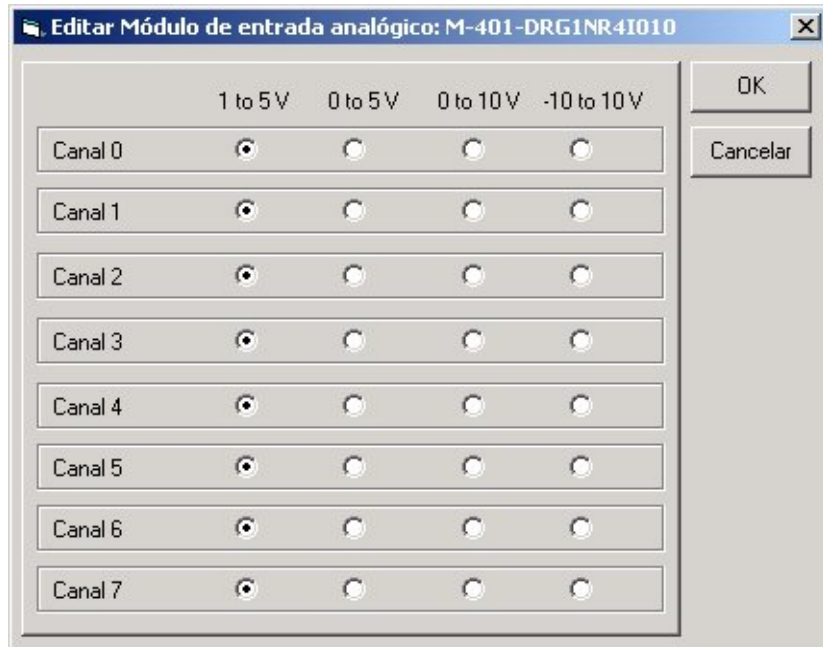 Editar Módulo de entrada analógico: M-401-DRG1NR4I010
1 to 5 V 0 to 5 V 0 to 10 V -10 to 10 V
OK
Canal 0
Cancelar
Canal 1
Canal 2
Canal 3
Canal 4
Canal 5
Canal 6
Canal 7